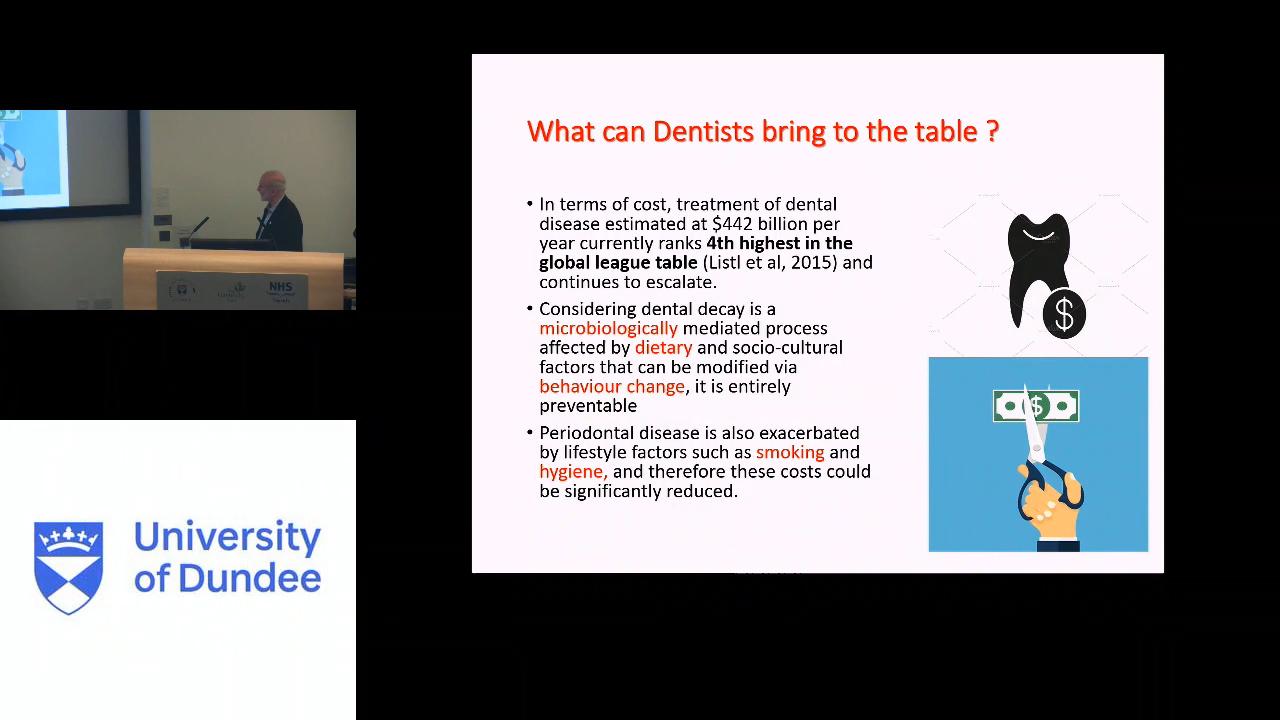 What can Dentists bring to the table ?
• In terms of cost, treatment of dental
disease estimated at $442 billion per
year currently ranks 4th highest in the
global league table (Listl et al, 2015) and
continues to escalate.
• Considering dental decay is a
microbiologically mediated process
affected by dietary and socio-cultural
factors that can be modified via
behaviour change, it is entirely
preventable
• Periodontal disease is also exacerbated
by lifestyle factors such as smoking and
hygiene, and therefore these costs could
be significantly reduced.
$
$
NHS
University
of Dundee